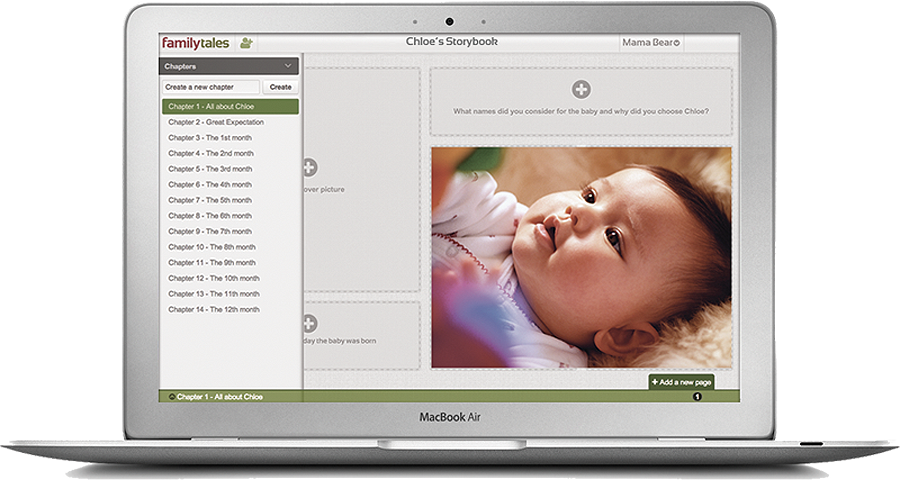 familytales
Chloe's Storybook
Mama Bear
Chapters
Create a new chapter
Create
Chapter 1 - All about Chloe
Chapter 2 - Great Expectation
Chapter 3 - The 1st month
Chapter 4 - The 2nd month
Chapter 5 - The 3rd month
Chapter 6 - The 4th month
Chapter 7 - The 5th month
Chapter 8 - The 6th month
Chapter 9 - The 7th month
Chapter 10 - The 8th month
Chapter 11 - The 9th month
Chapter 12 - The 10th month
Chapter 13 - The 11th month
Chapter 14 - The 12th month
What names did you consider for the baby and why did you choose Chloe?
over picture
day the baby was born
+ Add a new page
Chapter 1 - All about Chloe
1
MacBook Air